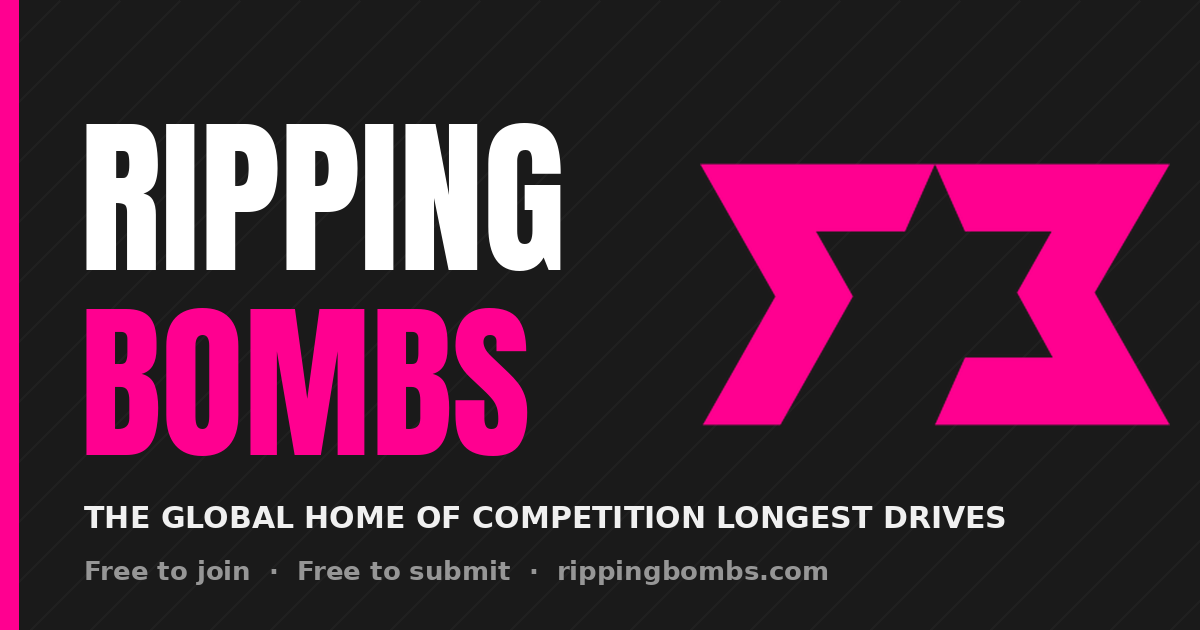 RIPPING
BOMBS
THE GLOBAL HOME OF COMPETITION LONGEST DRIVES
Free to join · Free to submit · rippingbombs.com